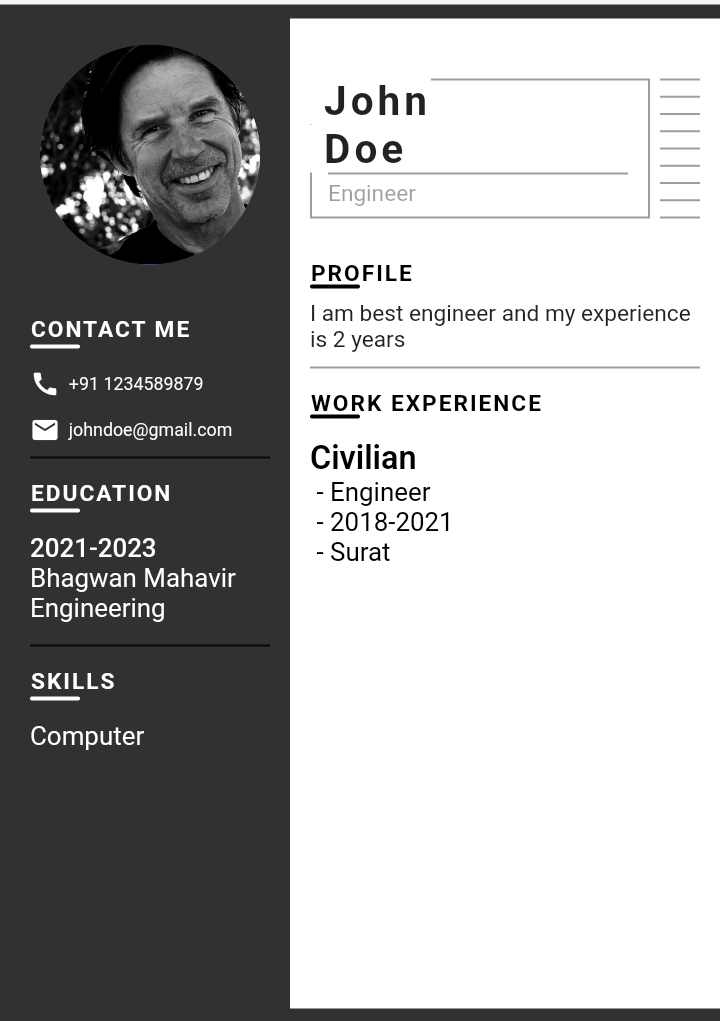 John
Doe
Engineer
CONTACT ME
+91 1234589879
johndoe@gmail.com
EDUCATION
2021-2023
Bhagwan Mahavir
Engineering
SKILLS
Computer
PROFILE
I am best engineer and my experience
is 2 years
WORK EXPERIENCE
Civilian
- Engineer
- 2018-2021
- Surat